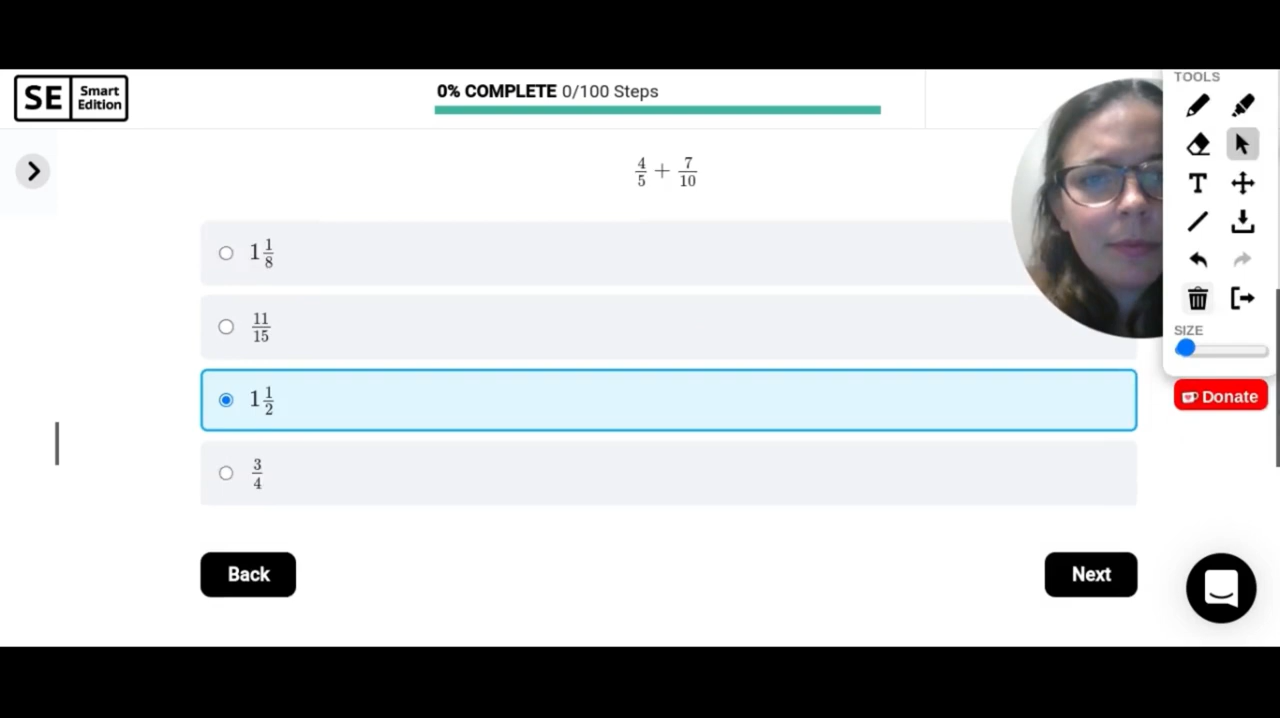 SE Smart Edition
0% COMPLETE 0/100 Steps
TOOLS
4/5 + 7/10
1 1/8
11/15
1 1/2
3/4
T
SIZE
Donate
Back
Next